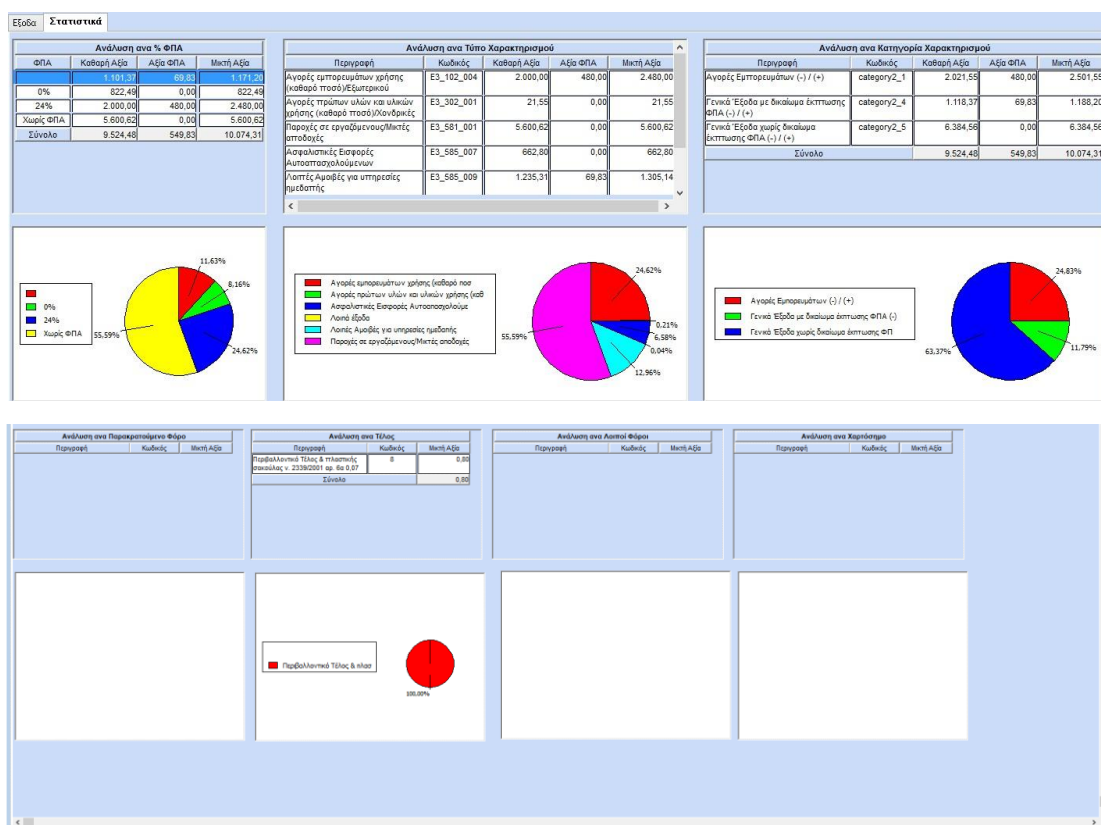 Εξοδα Στατιστικά
Ανάλυση ανα % ΦΠΑ
ΦΠΑ Καθαρή Αξία Αξία ΦΠΑ Μικτή Αξία
1.101,37 69,83 1.171,20
0% 822,49 0,00 822,49
24% 2.000,00 480,00 2.480,00
Χωρίς ΦΠΑ 5.600,62 0,00 5.600,62
Σύνολο 9.524,48 549,83 10.074,31
Ανάλυση ανα Τύπο Χαρακτηρισμού
Περιγραφή Κωδικός Καθαρή Αξία Αξία ΦΠΑ Μικτή Αξία
Αγορές εμπορευμάτων χρήσης E3_102_004 2.000,00 480,00 2.480,00
(καθαρό ποσό)/Εξωτερικού
Αγορές πρώτων υλών και υλικών E3_302_001 21,55 0,00 21,55
χρήσης (καθαρό ποσό)/Χονδρικές
Παροχές σε εργαζόμενους/Μικτές E3_581_001 5.600,62 0,00 5.600,62
αποδοχές
Ασφαλιστικές Εισφορές E3_585_007 662,80 0,00 662,80
Αυτοαπασχολούμενων
Λοιπές Αμοιβές για υπηρεσίες E3_585_009 1.235,31 69,83 1.305,14
ημεδαπής
Ανάλυση ανα Κατηγορία Χαρακτηρισμού
Περιγραφή Κωδικός Καθαρή Αξία Αξία ΦΠΑ Μικτή Αξία
Αγορές Εμπορευμάτων (-) / (+) category2_1 2.021,55 480,00 2.501,55
Γενικά Έξοδα με δικαίωμα έκπτωσης category2_4 1.118,37 69,83 1.188,20
ΦΠΑ (-) / (+)
Γενικά Έξοδα χωρίς δικαίωμα category2_5 6.384,56 0,00 6.384,56
έκπτωσης ΦΠΑ (-) / (+)
Σύνολο 9.524,48 549,83 10.074,31
11,63%
8,16%
24,62%
55,59%
0%
24%
Χωρίς ΦΠΑ
Αγορές εμπορευμάτων χρήσης (καθαρό ποσ
Αγορές πρώτων υλών και υλικών χρήσης (καθ
Ασφαλιστικές Εισφορές Αυτοαπασχολούμε
Λοιπά έξοδα
Λοιπές Αμοιβές για υπηρεσίες ημεδαπής
Παροχές σε εργαζόμενους/Μικτές αποδοχές
24,62%
0,21%
6,58%
0,04%
12,96%
55,59%
Αγορές Εμπορευμάτων (-) / (+)
Γενικά Έξοδα με δικαίωμα έκπτωσης ΦΠΑ (-)
Γενικά Έξοδα χωρίς δικαίωμα έκπτωσης ΦΠ
24,83%
11,79%
63,37%
Ανάλυση ανα Παρακρατούμενο Φόρο
Περιγραφή Κωδικός Μικτή Αξία
Ανάλυση ανα Τέλος
Περιγραφή Κωδικός Μικτή Αξία
Περιβαλλοντικό Τέλος & πλαστικής 8 0,80
σακούλας ν. 2339/2001 αρ. 6α 0,07
Σύνολο 0,80
Ανάλυση ανα Λοιποί Φόροι
Περιγραφή Κωδικός Μικτή Αξία
Ανάλυση ανα Χαρτόσημο
Περιγραφή Κωδικός Μικτή Αξία
Περιβαλλοντικό Τέλος & πλασ
100,00%